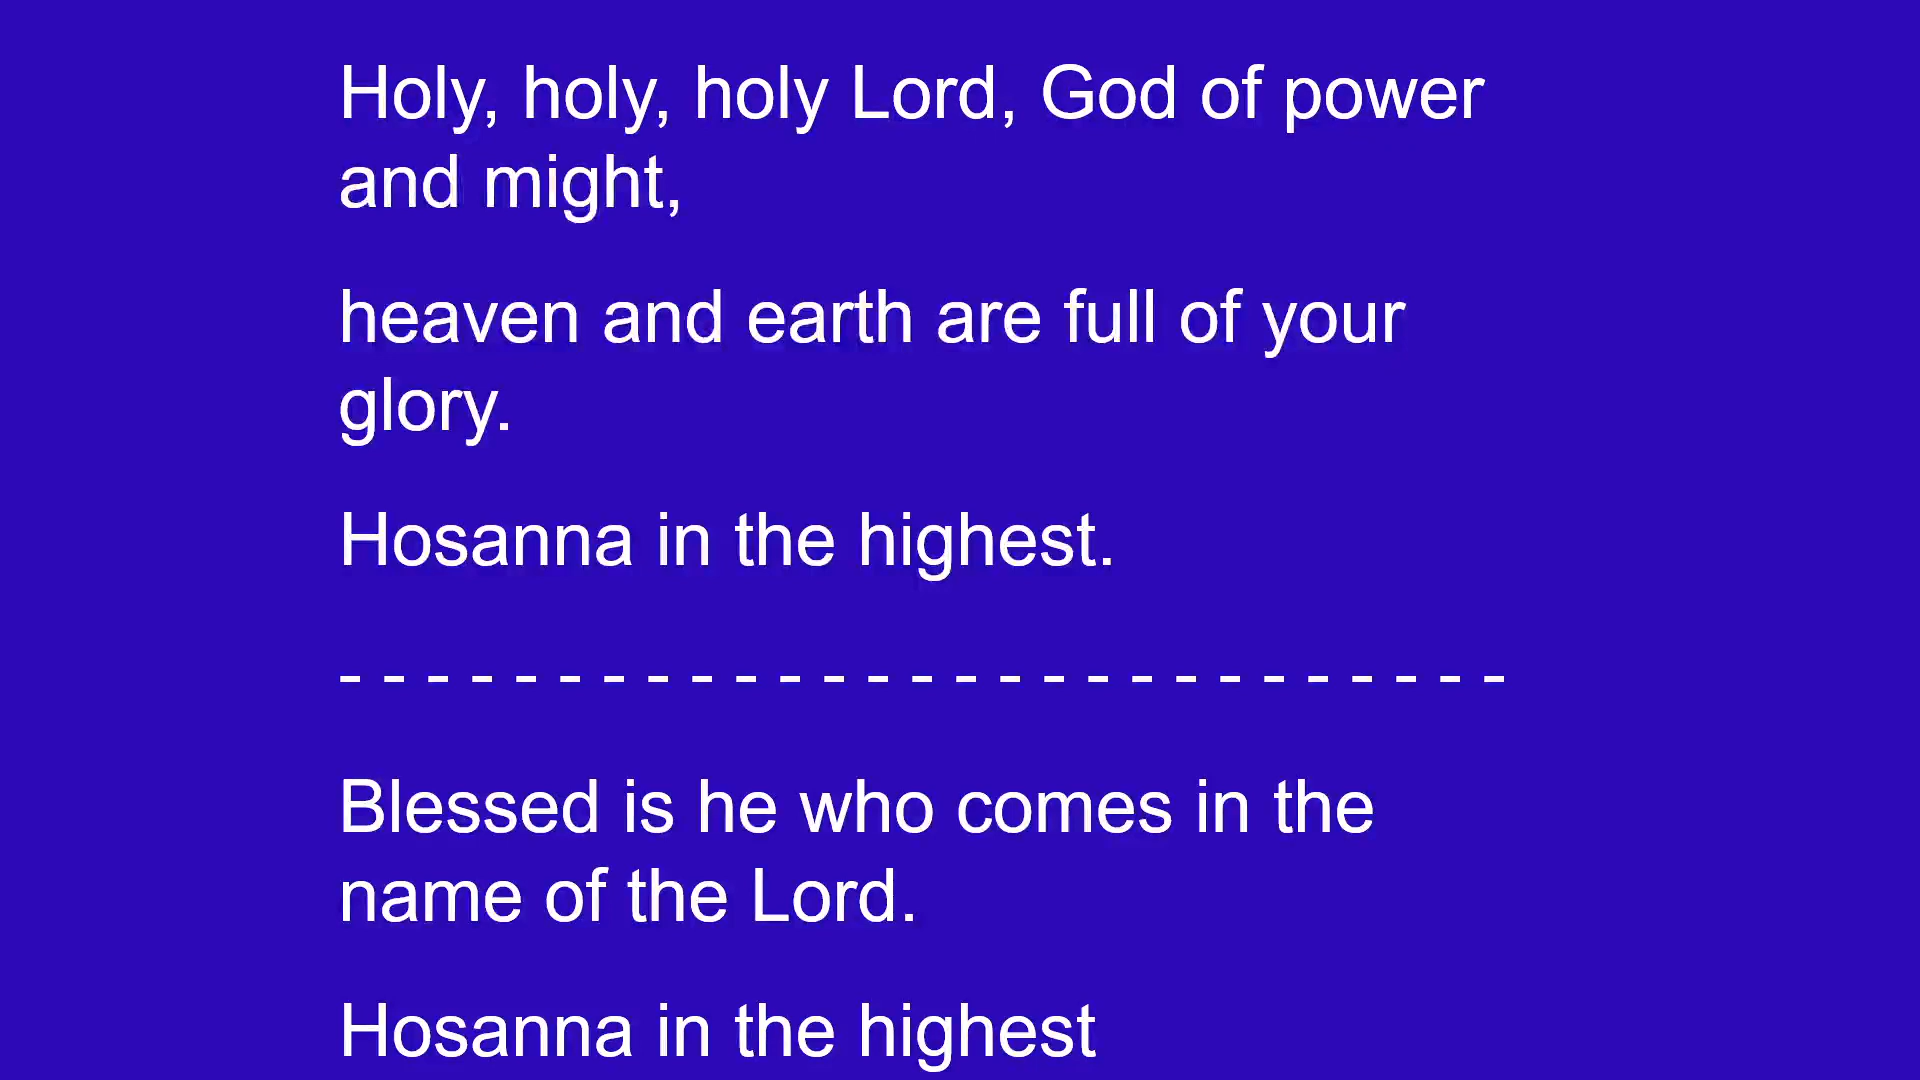 Holy, holy, holy Lord, God of power
and might,
heaven and earth are full of your
glory.
Hosanna in the highest.
- - - - - - - - - - - - - - - - - - - - - - - - - - -
Blessed is he who comes in the
name of the Lord.
Hosanna in the highest